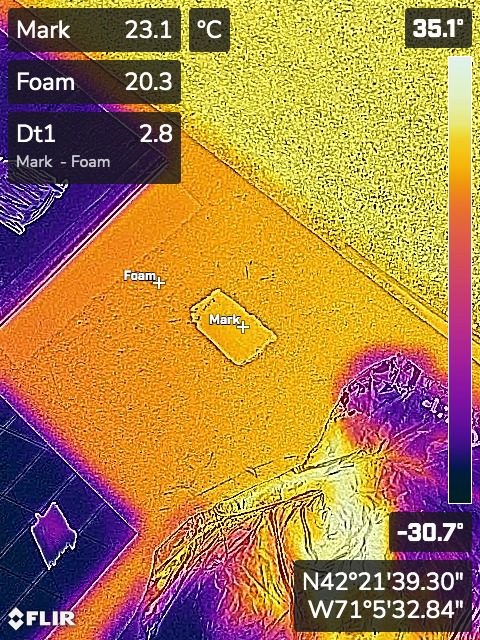 Mark 23.1 °C
35.1°
Foam 20.3
Dt1 2.8
Mark - Foam
Foam
Mark
-30.7°
N42°21'39.30"
W71°5'32.84"
FLIR